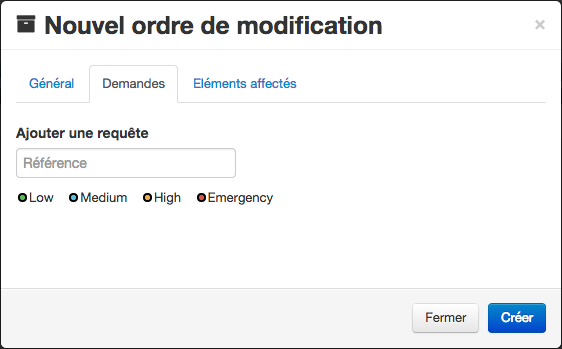 Nouvel ordre de modification ×
Général Demandes Eléments affectés
Ajouter une requête
Référence
Low Medium High Emergency
Fermer Créer